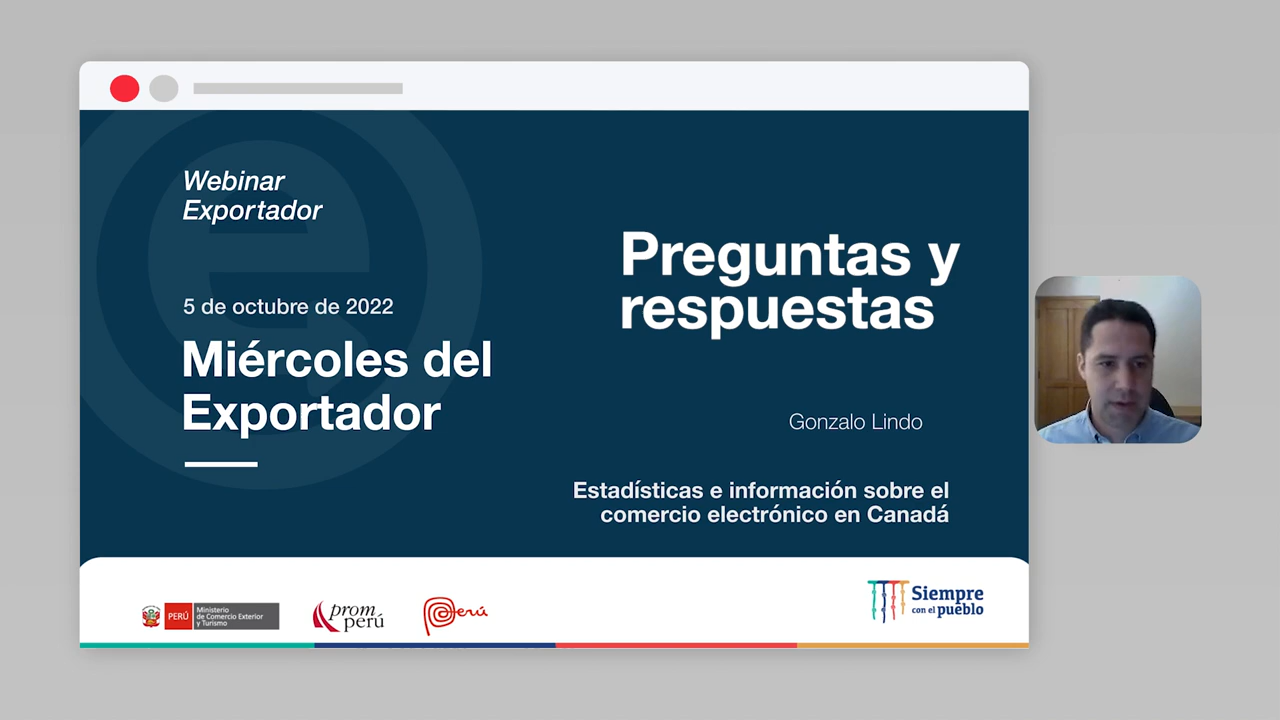 Webinar
Exportador
5 de octubre de 2022
Miércoles del
Exportador
Preguntas y
respuestas
Gonzalo Lindo
Estadísticas e información sobre el
comercio electrónico en Canadá
PERÚ
Ministerio
de Comercio Exterior
y Turismo
prom
perú
Perú
Siempre
con el pueblo